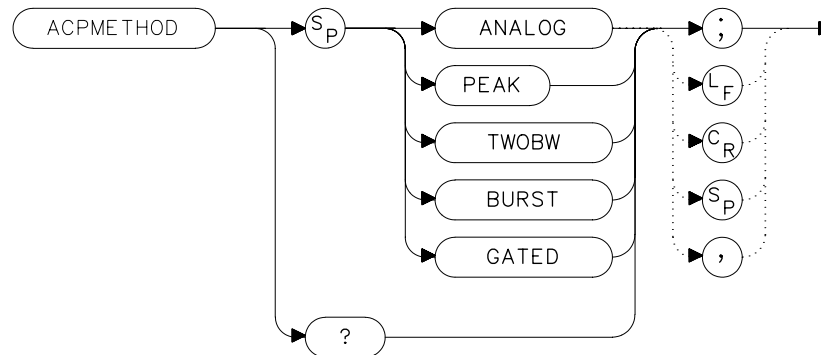 ACPMETHOD SP ANALOG ;
PEAK LF
TWOBW CR
BURST SP
GATED ,
?